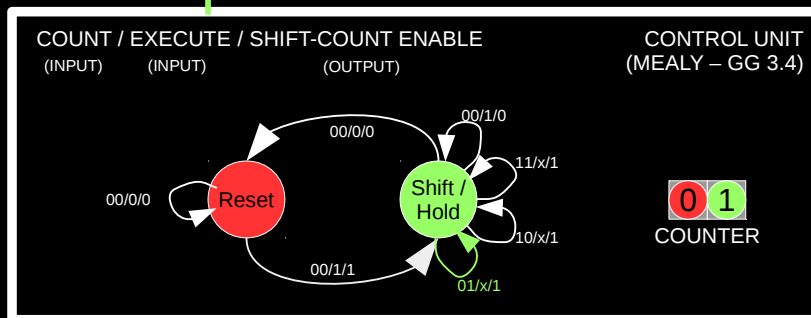 COUNT / EXECUTE / SHIFT-COUNT ENABLE
(INPUT) (INPUT) (OUTPUT)
CONTROL UNIT
(MEALY – GG 3.4)
00/0/0
00/1/0
11/x/1
00/0/0
Reset
Shift /
Hold
0 1
COUNTER
10/x/1
00/1/1
01/x/1